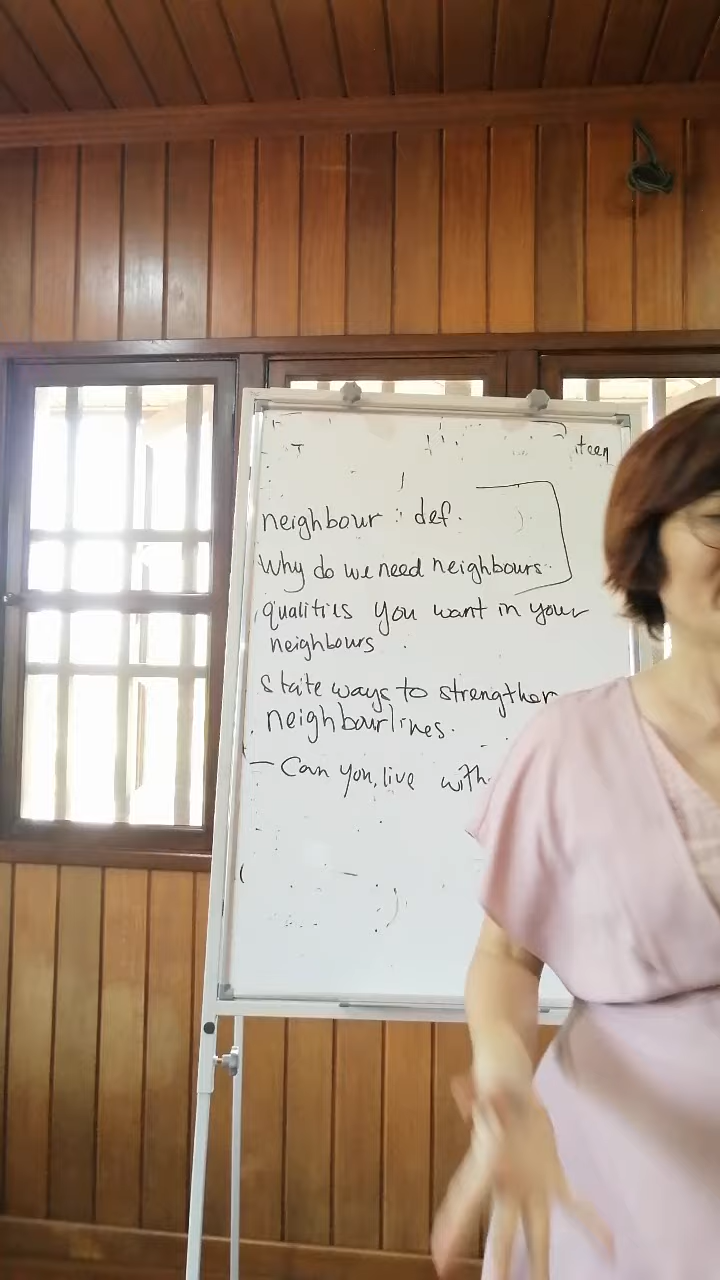 teen
neighbour : def.
Why do we need neighbours.
qualities you want in your
neighbours.
State ways to strengthen
neighbourlines.
- Can you live with